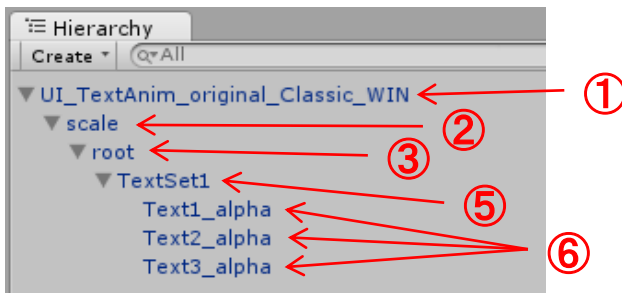 Hierarchy
Create All
UI_TextAnim_original_Classic_WIN ①
scale ②
root ③
TextSet1 ⑤
Text1_alpha
Text2_alpha ⑥
Text3_alpha